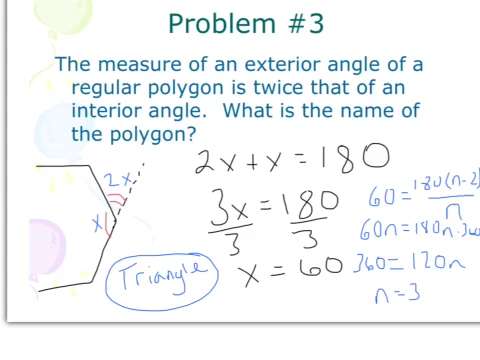 Problem #3
The measure of an exterior angle of a
regular polygon is twice that of an
interior angle. What is the name of
the polygon?
2x + x = 180
3x = 180
3 3
x = 60
2x
x
Triangle
60 = 180(n-2)
n
60n = 180n - 360
360 = 120n
n = 3